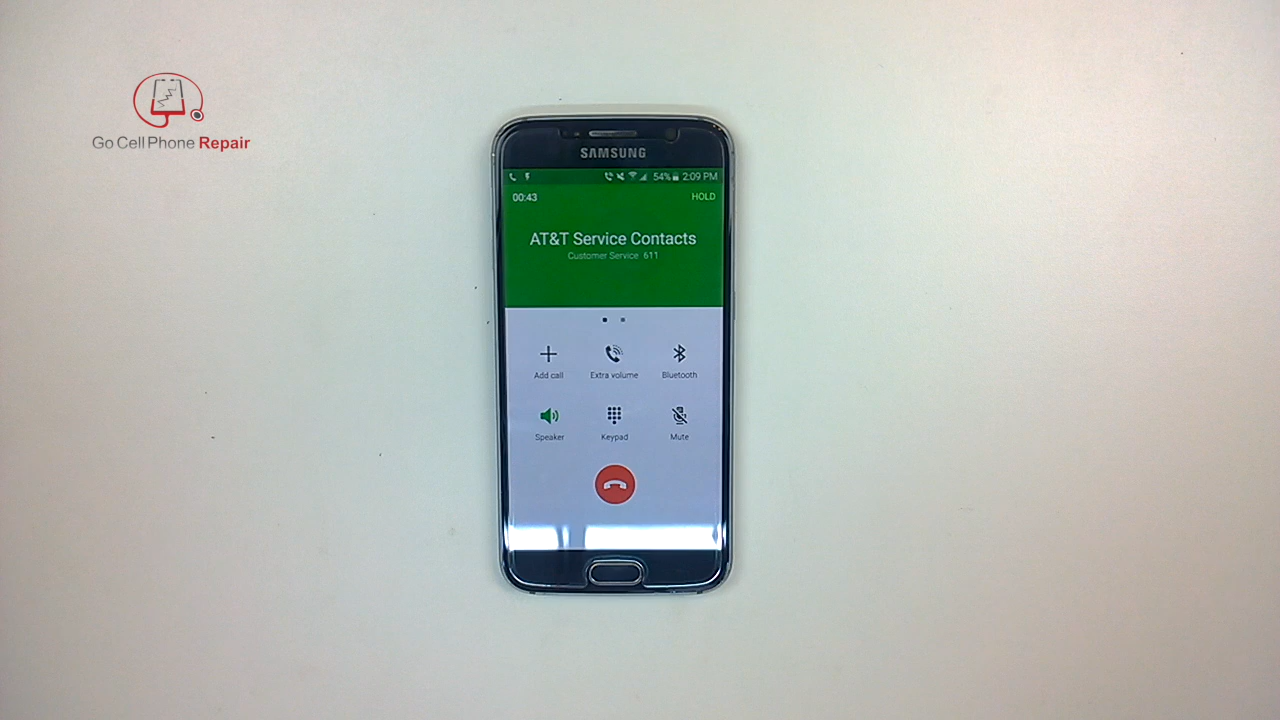 Go Cell Phone Repair
SAMSUNG
54% 2:09 PM
00:43 HOLD
AT&T Service Contacts
Customer Service 611
Add call Extra volume Bluetooth
Speaker Keypad Mute